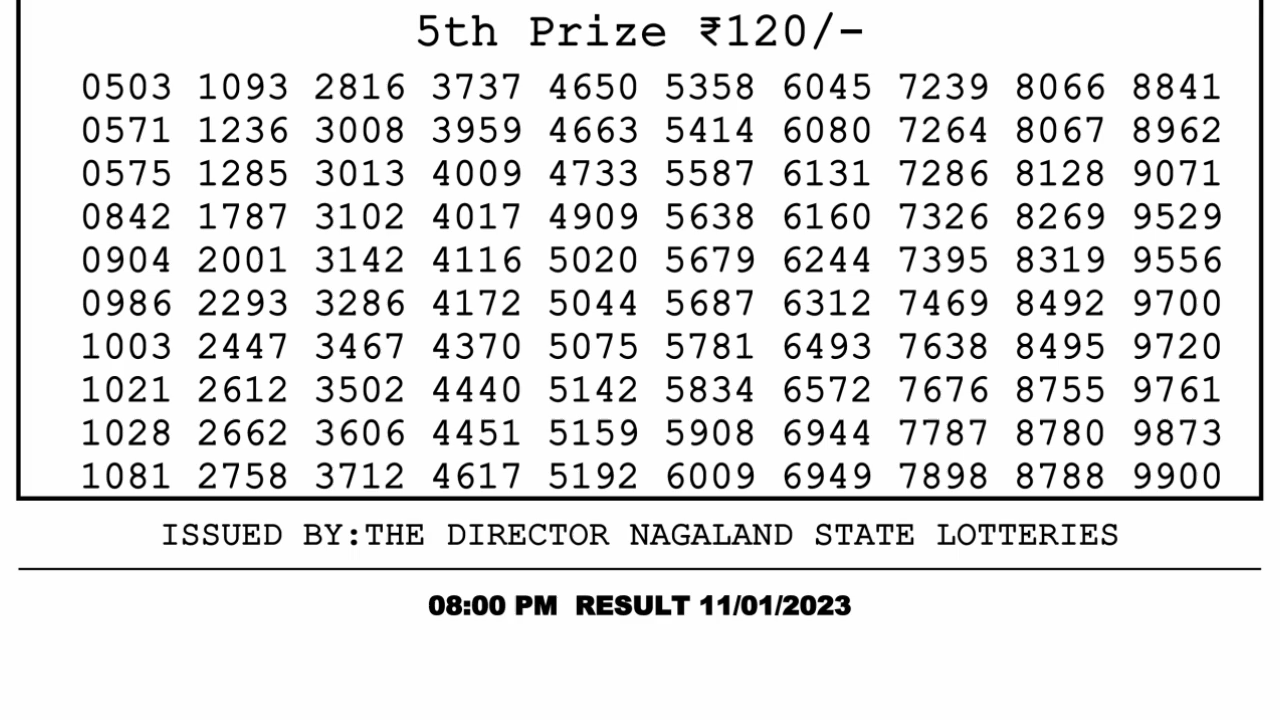 5th Prize ₹120/-
0503 1093 2816 3737 4650 5358 6045 7239 8066 8841
0571 1236 3008 3959 4663 5414 6080 7264 8067 8962
0575 1285 3013 4009 4733 5587 6131 7286 8128 9071
0842 1787 3102 4017 4909 5638 6160 7326 8269 9529
0904 2001 3142 4116 5020 5679 6244 7395 8319 9556
0986 2293 3286 4172 5044 5687 6312 7469 8492 9700
1003 2447 3467 4370 5075 5781 6493 7638 8495 9720
1021 2612 3502 4440 5142 5834 6572 7676 8755 9761
1028 2662 3606 4451 5159 5908 6944 7787 8780 9873
1081 2758 3712 4617 5192 6009 6949 7898 8788 9900
ISSUED BY:THE DIRECTOR NAGALAND STATE LOTTERIES
08:00 PM RESULT 11/01/2023